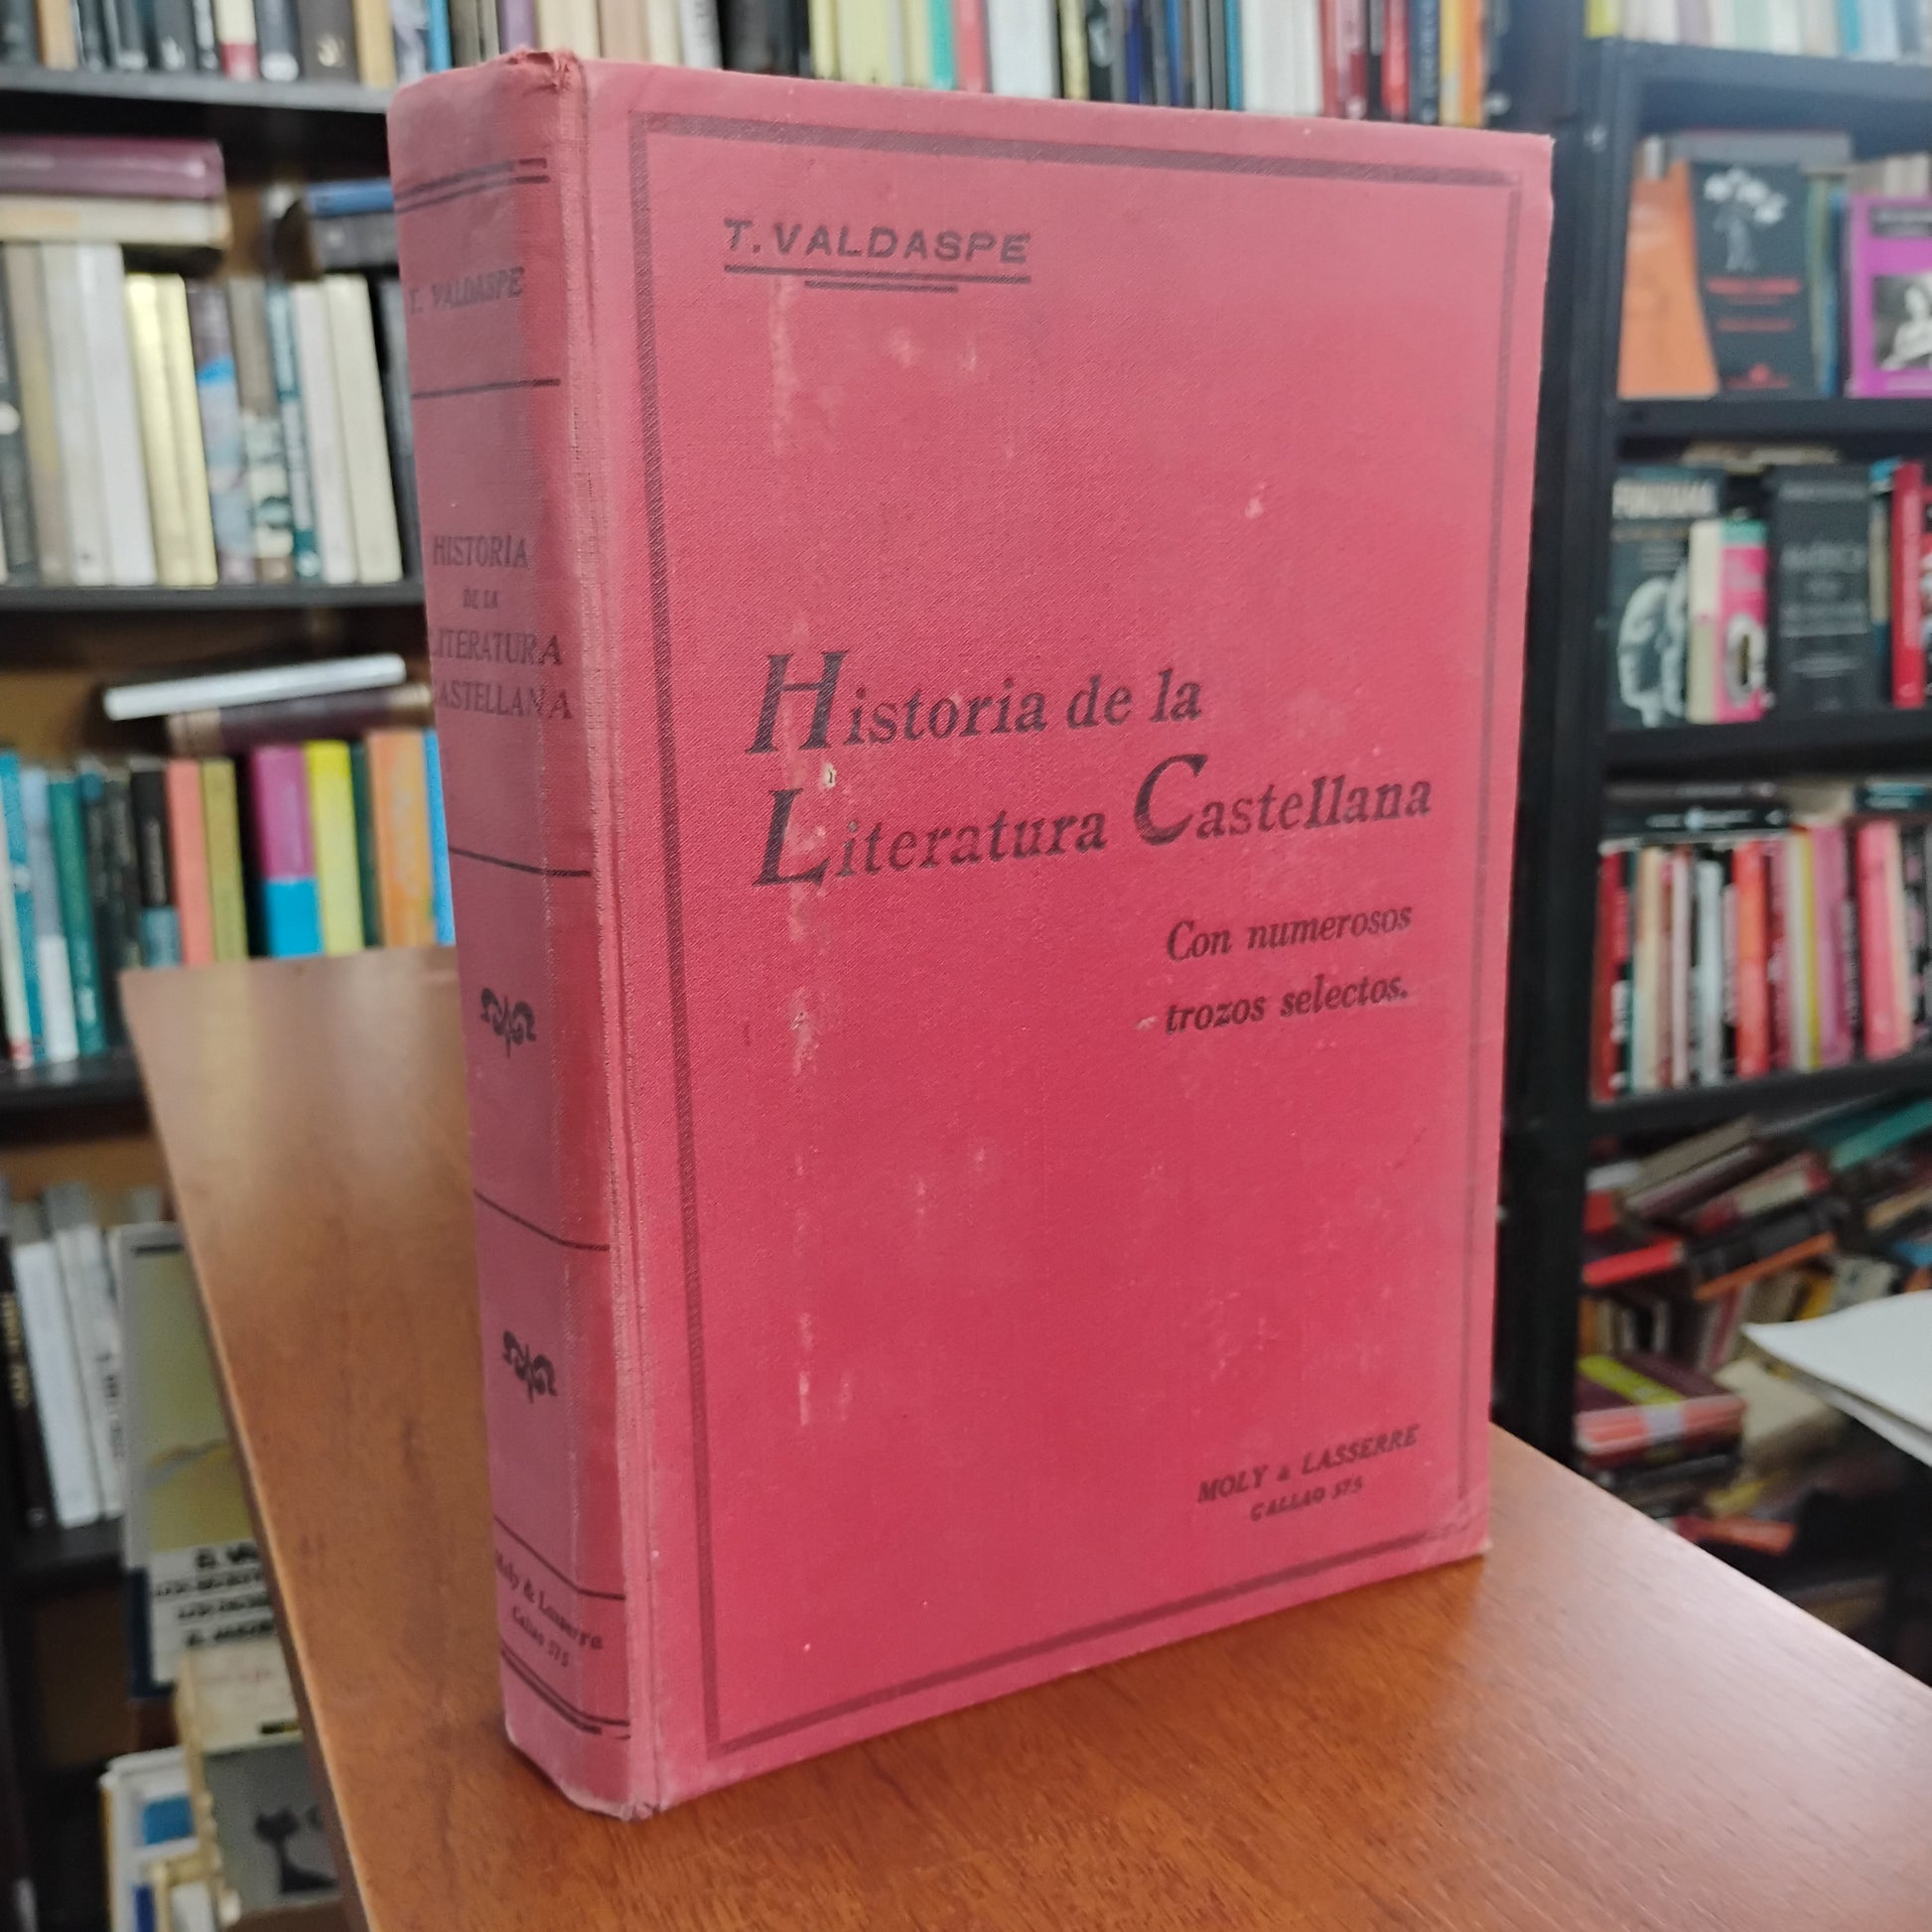 T. VALDASPE
Historia de la
Literatura Castellana
Con numerosos
trozos selectos.
MOLY & LASSERRE
CALLAO 575
T. VALDASPE
HISTORIA
DE LA
LITERATURA
CASTELLANA
Moly & Lasserre
Callao 575